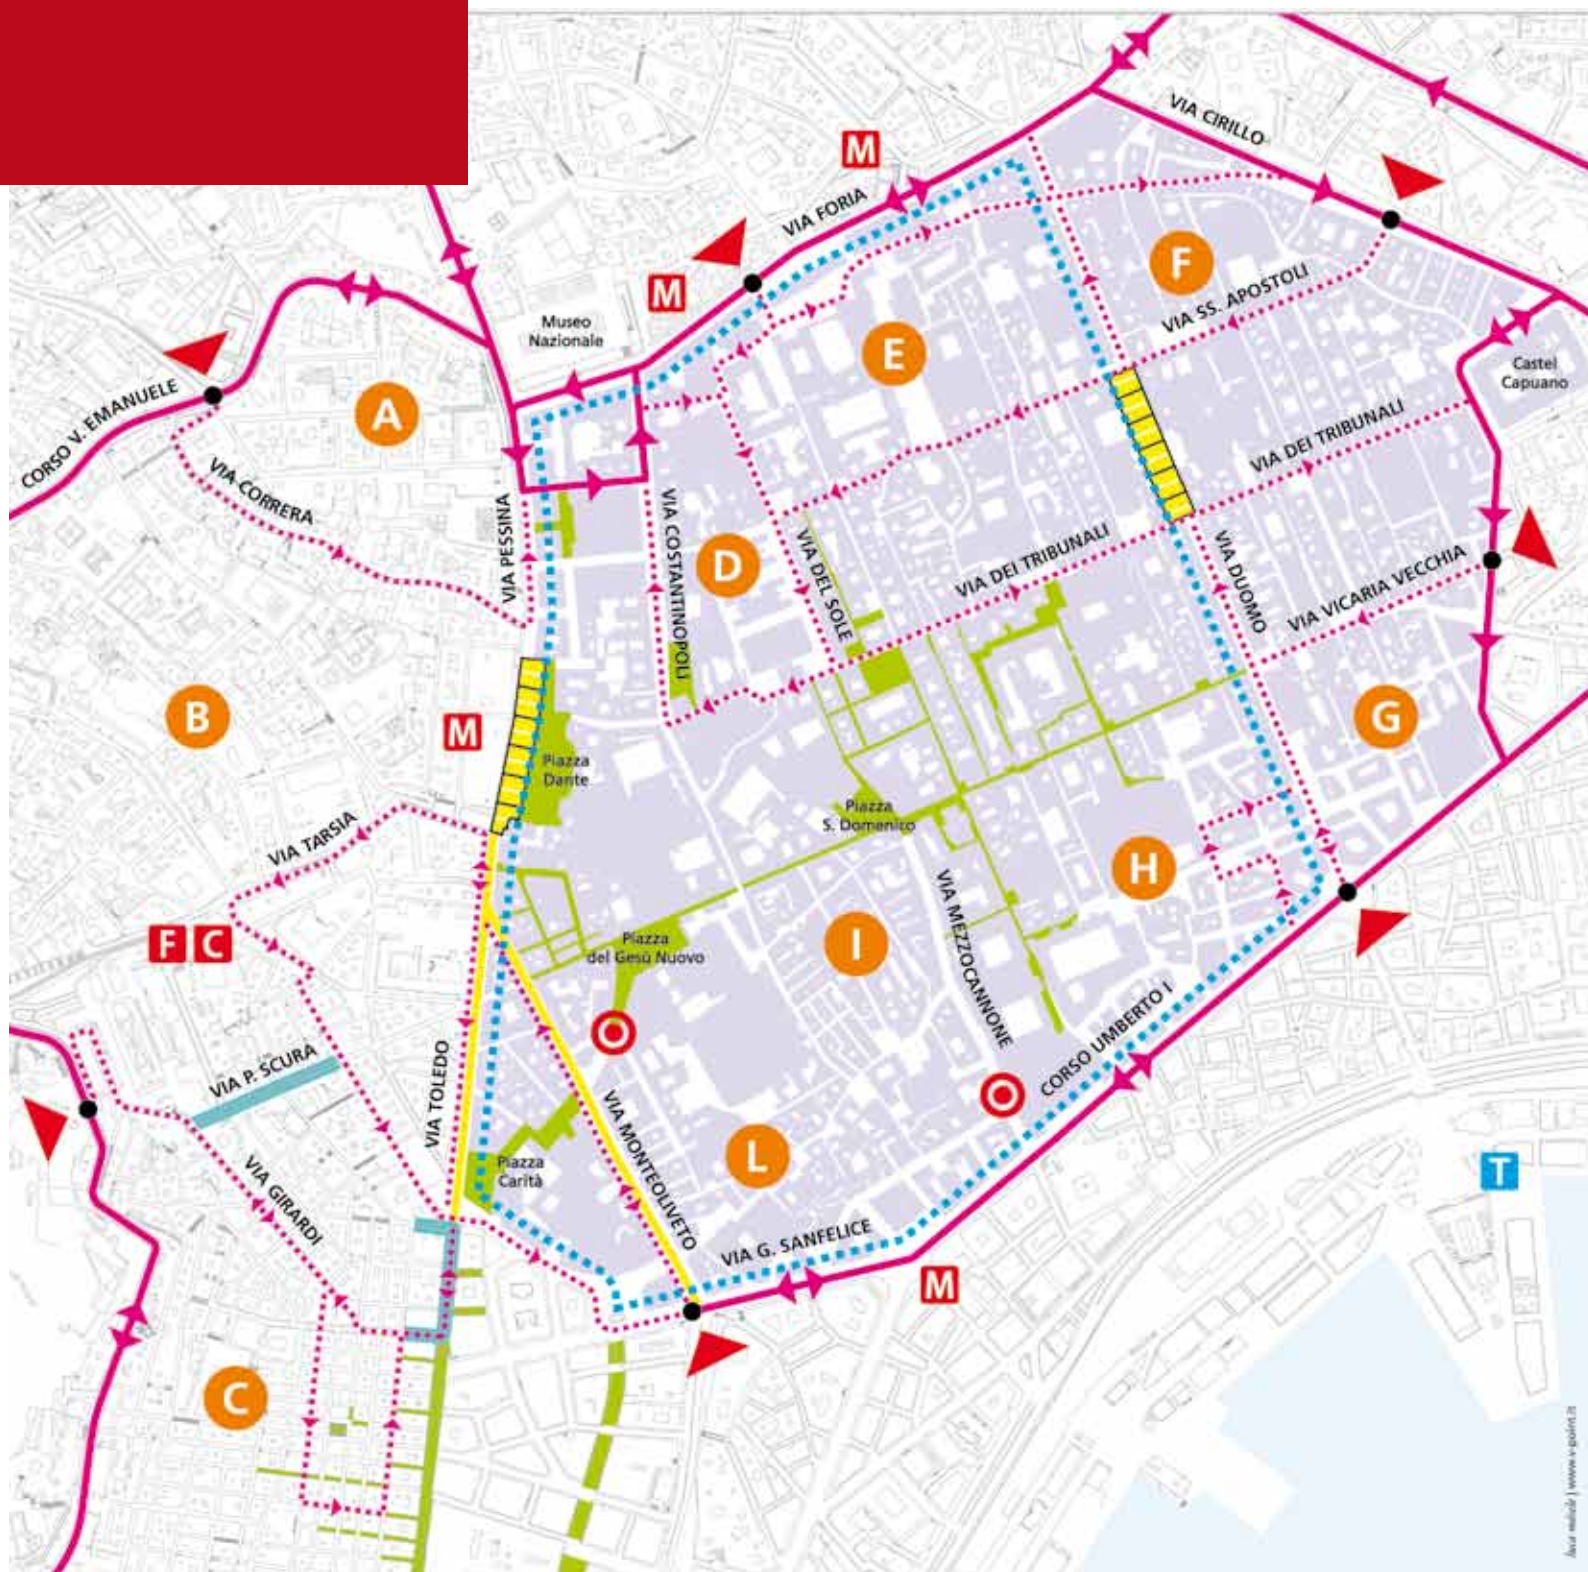 VIA CIRILLO
M
VIA FORIA
F
M
VIA SS. APOSTOLI
Museo
Nazionale
E
Castel
Capuano
CORSO V. EMANUELE
A
VIA DEI TRIBUNALI
VIA CORRERA
VIA PESSINA
VIA COSTANTINOPOLI
D
VIA DEL SOLE
VIA DEI TRIBUNALI
VIA DUOMO
VIA VICARIA VECCHIA
B
M
G
Piazza
Dante
VIA TARSIA
Piazza
S. Domenico
H
VIA MEZZOCANNONE
F C
Piazza
del Gesù Nuovo
I
VIA P. SCURA
VIA TOLEDO
CORSO UMBERTO I
VIA MONTEOLIVETO
L
Piazza
Carità
VIA GIRARDI
T
VIA G. SANFELICE
M
C